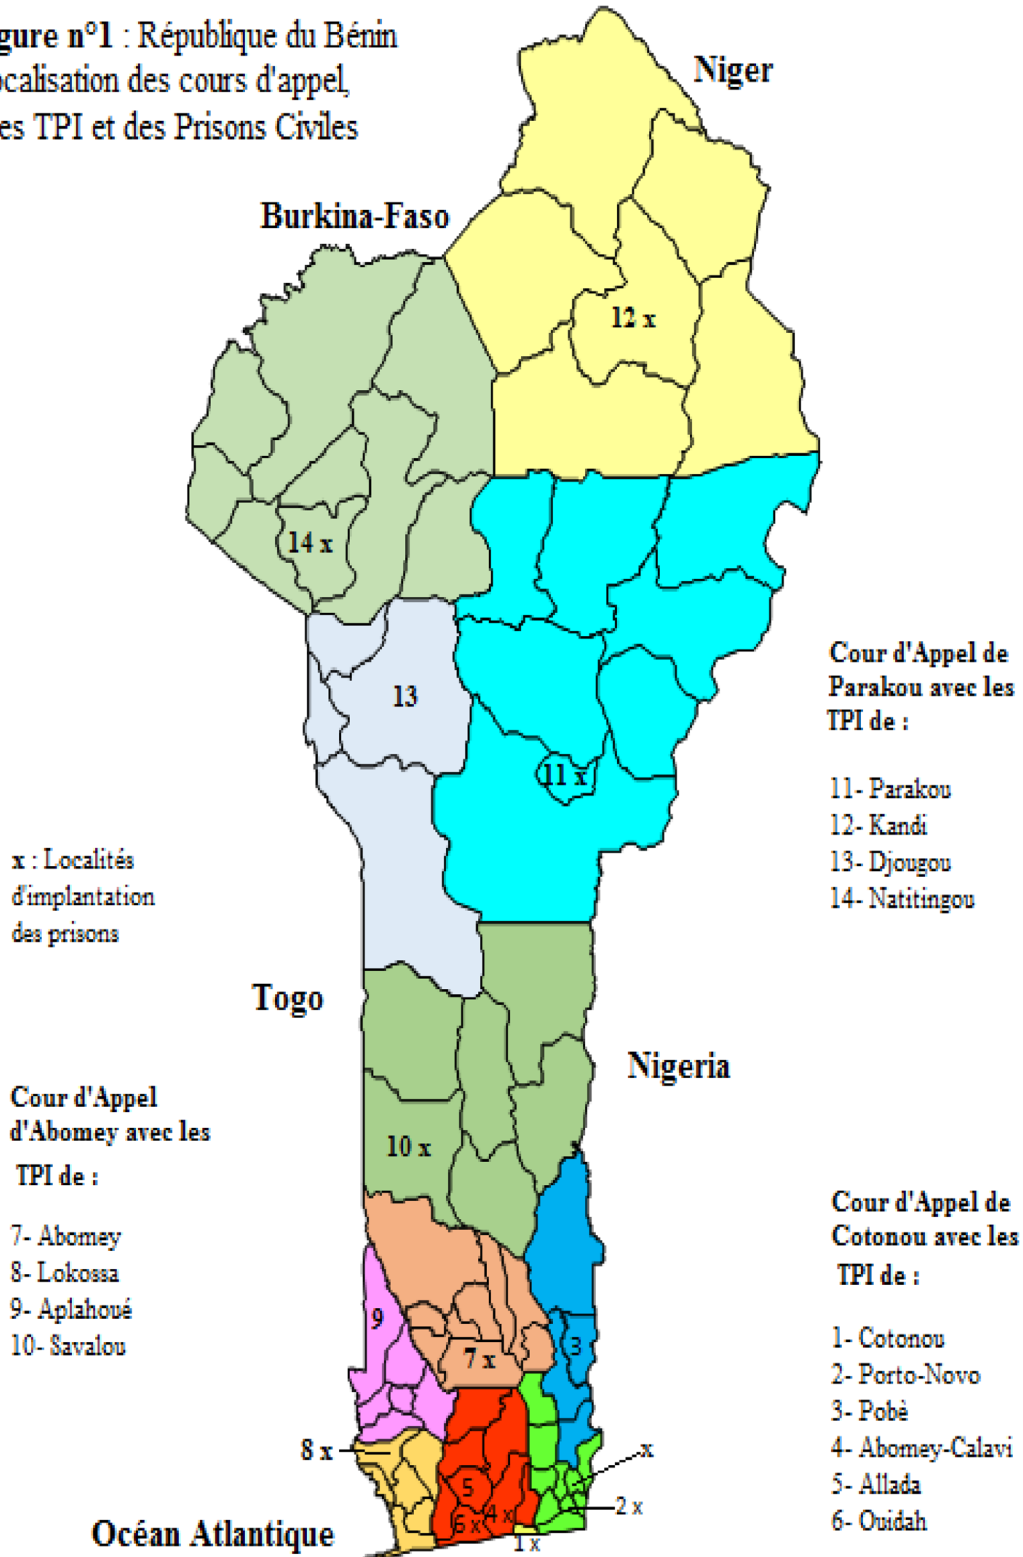 gure n°1 : République du Bénin
ocalisation des cours d'appel,
es TPI et des Prisons Civiles
Niger
Burkina-Faso
12 x
14 x
13
Cour d'Appel de
Parakou avec les
TPI de :
11 x
11- Parakou
12- Kandi
13- Djougou
14- Natitingou
x : Localités
d'implantation
des prisons
Togo
Nigeria
Cour d'Appel
d'Abomey avec les
TPI de :
7- Abomey
8- Lokossa
9- Aplahoué
10- Savalou
10 x
Cour d'Appel de
Cotonou avec les
TPI de :
1- Cotonou
2- Porto-Novo
3- Pobè
4- Abomey-Calavi
5- Allada
6- Ouidah
9
3
7 x
8 x
x
5
2 x
4 x
6 x
1 x
Océan Atlantique